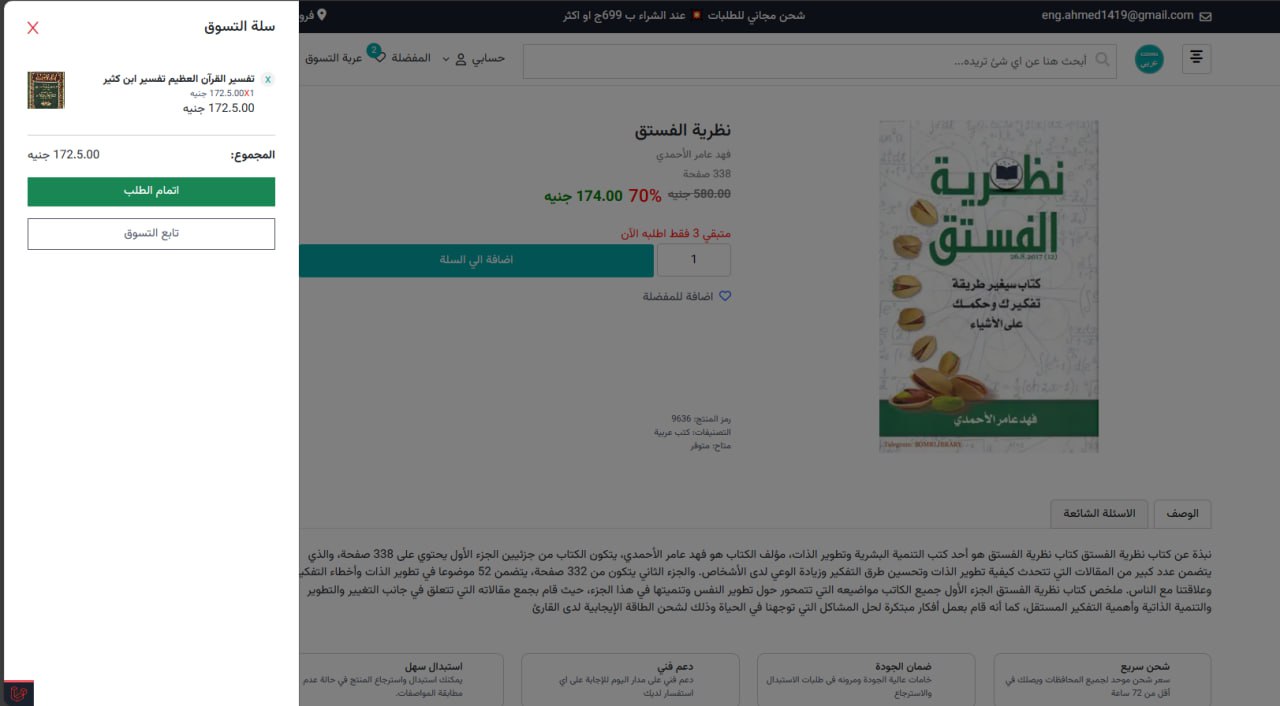 eng.ahmed1419@gmail.com
شحن مجاني للطلبات 💥 عند الشراء ب 699ج او اكثر
فرو
عربي
ابحث هنا عن اي شئ تريده...
حسابي
المفضلة
2
عربة التسوق
سلة التسوق
X
x
تفسير القرآن العظيم تفسير ابن كثير
172.5.00X1 جنيه
172.5.00 جنيه
المجموع:
172.5.00 جنيه
اتمام الطلب
تابع التسوق
نظرية الفستق
فهد عامر الأحمدي
338 صفحة
580.00 جنيه 70% 174.00 جنيه
متبقي 3 فقط اطلبه الآن
1
اضافة الي السلة
اضافة للمفضلة
رمز المنتج: 9636
التصنيفات: كتب عربية
متاح: متوفر
نظرية
الفستق
26.8.2017 (12)
كتاب سيغير طريقة
تفكيرك وحكمك
على الأشياء
فهد عامر الأحمدي
الوصف
الاسئلة الشائعة
نبذة عن كتاب نظرية الفستق كتاب نظرية الفستق هو أحد كتب التنمية البشرية وتطوير الذات، مؤلف الكتاب هو فهد عامر الأحمدي، يتكون الكتاب من جزئيين الجزء الأول يحتوي على 338 صفحة، والذي
يتضمن عدد كبير من المقالات التي تتحدث كيفية تطوير الذات وتحسين طرق التفكير وزيادة الوعي لدى الأشخاص. والجزء الثاني يتكون من 332 صفحة، يتضمن 52 موضوعا في تطوير الذات وأخطاء التفكير
وعلاقتنا مع الناس. ملخص كتاب نظرية الفستق الجزء الأول جميع الكاتب مواضيعه التي تتمحور حول تطوير النفس وتنميتها في هذا الجزء، حيث قام بجمع مقالاته التي تتعلق في جانب التغيير والتطوير
والتنمية الذاتية وأهمية التفكير المستقل، كما أنه قام بعمل أفكار مبتكرة لحل المشاكل التي توجهنا في الحياة وذلك لشحن الطاقة الإيجابية لدى القارئ
شحن سريع
سعر شحن موحد لجميع المحافظات ويصلك في
أقل من 72 ساعة
ضمان الجودة
خامات عالية الجودة ومرونه في طلبات الاستبدال
والاسترجاع
دعم فني
دعم فني على مدار اليوم للإجابة على اي
استفسار لديك
استبدال سهل
يمكنك استبدال واسترجاع المنتج في حالة عدم
مطابقة المواصفات.